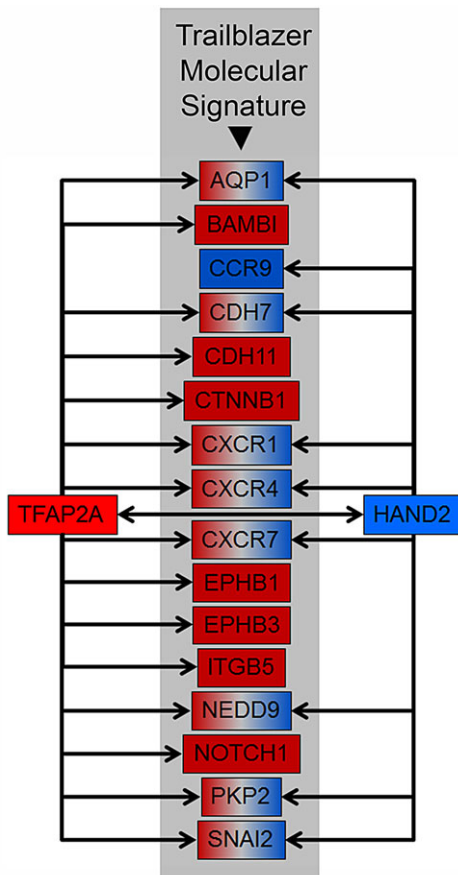 Trailblazer
Molecular
Signature
AQP1
BAMBI
CCR9
CDH7
CDH11
CTNNB1
CXCR1
CXCR4
TFAP2A
HAND2
CXCR7
EPHB1
EPHB3
ITGB5
NEDD9
NOTCH1
PKP2
SNAI2